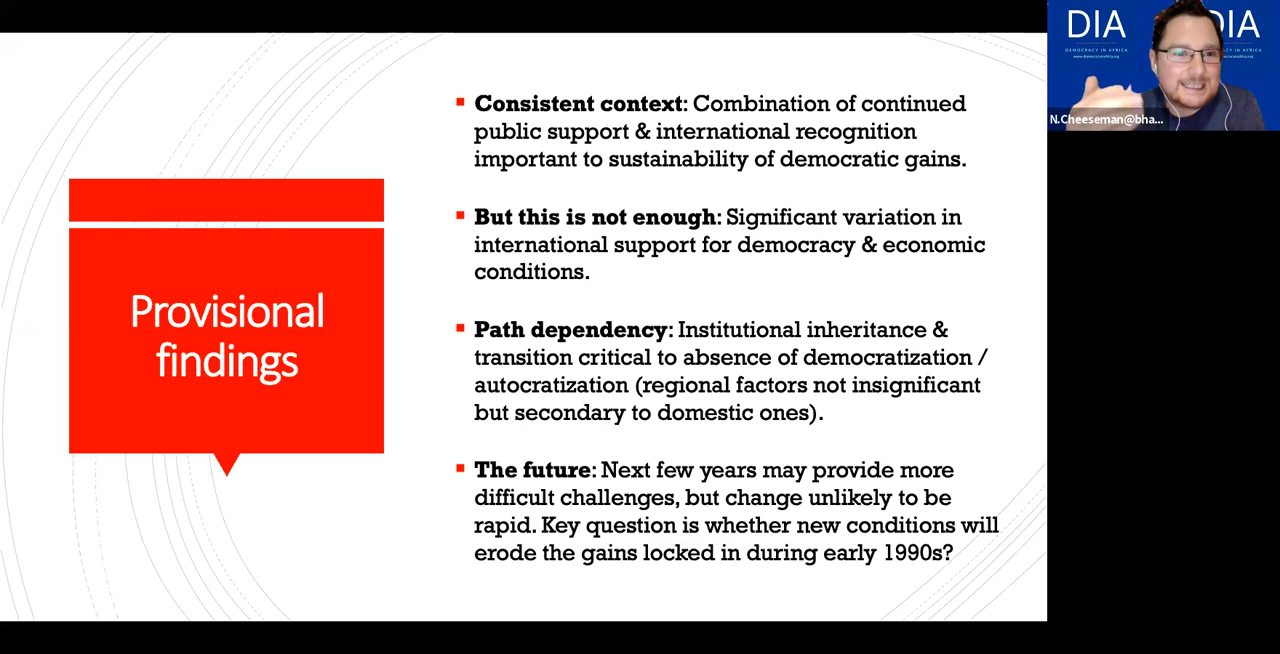 Provisional
findings
▪ Consistent context: Combination of continued
public support & international recognition
important to sustainability of democratic gains.
▪ But this is not enough: Significant variation in
international support for democracy & economic
conditions.
▪ Path dependency: Institutional inheritance &
transition critical to absence of democratization /
autocratization (regional factors not insignificant
but secondary to domestic ones).
▪ The future: Next few years may provide more
difficult challenges, but change unlikely to be
rapid. Key question is whether new conditions will
erode the gains locked in during early 1990s?
DIA
DEMOCRACY IN AFRICA
www.democracyinafrica.org
DIA
N.Cheeseman@bha...